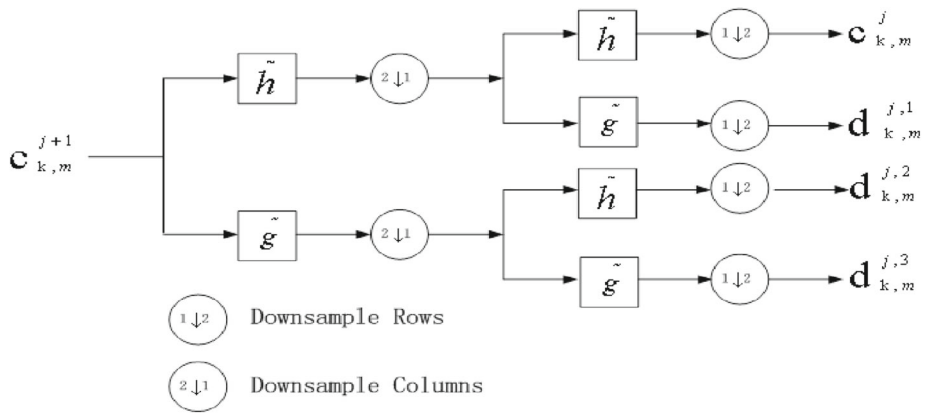 c k,m j+1
h̃
2↓1
h̃
1↓2
c k,m j
g̃
1↓2
d k,m j,1
g̃
2↓1
h̃
1↓2
d k,m j,2
g̃
1↓2
d k,m j,3
1↓2 Downsample Rows
2↓1 Downsample Columns